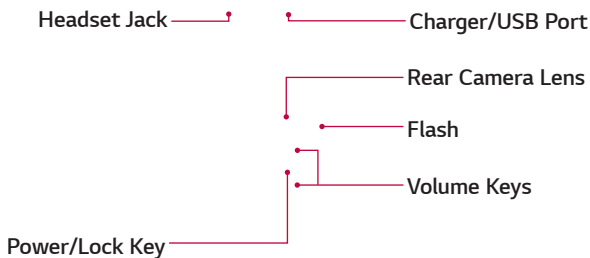 Headset Jack
Charger/USB Port
Rear Camera Lens
Flash
Volume Keys
Power/Lock Key